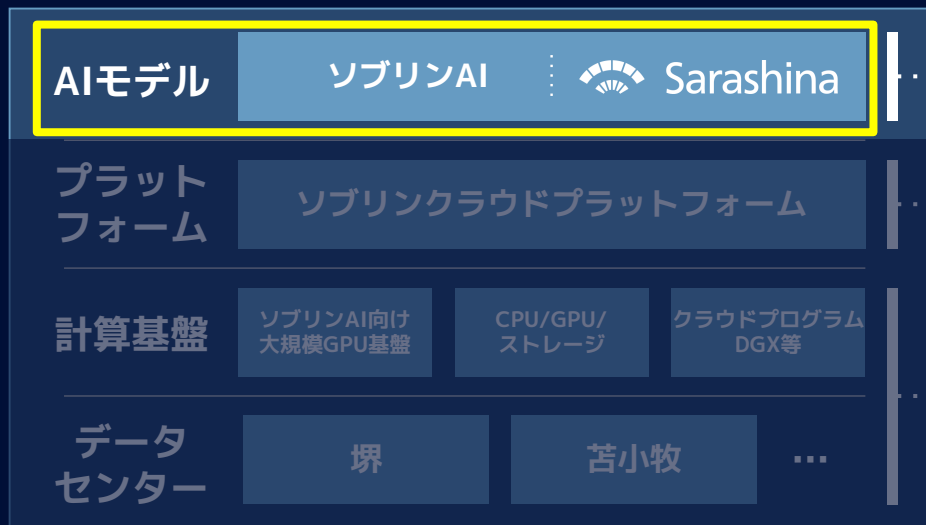 AIモデル
ソブリンAI
Sarashina
プラット
フォーム
ソブリンクラウドプラットフォーム
計算基盤
ソブリンAI向け
大規模GPU基盤
CPU/GPU/
ストレージ
クラウドプログラム
DGX等
データ
センター
堺
苫小牧
…